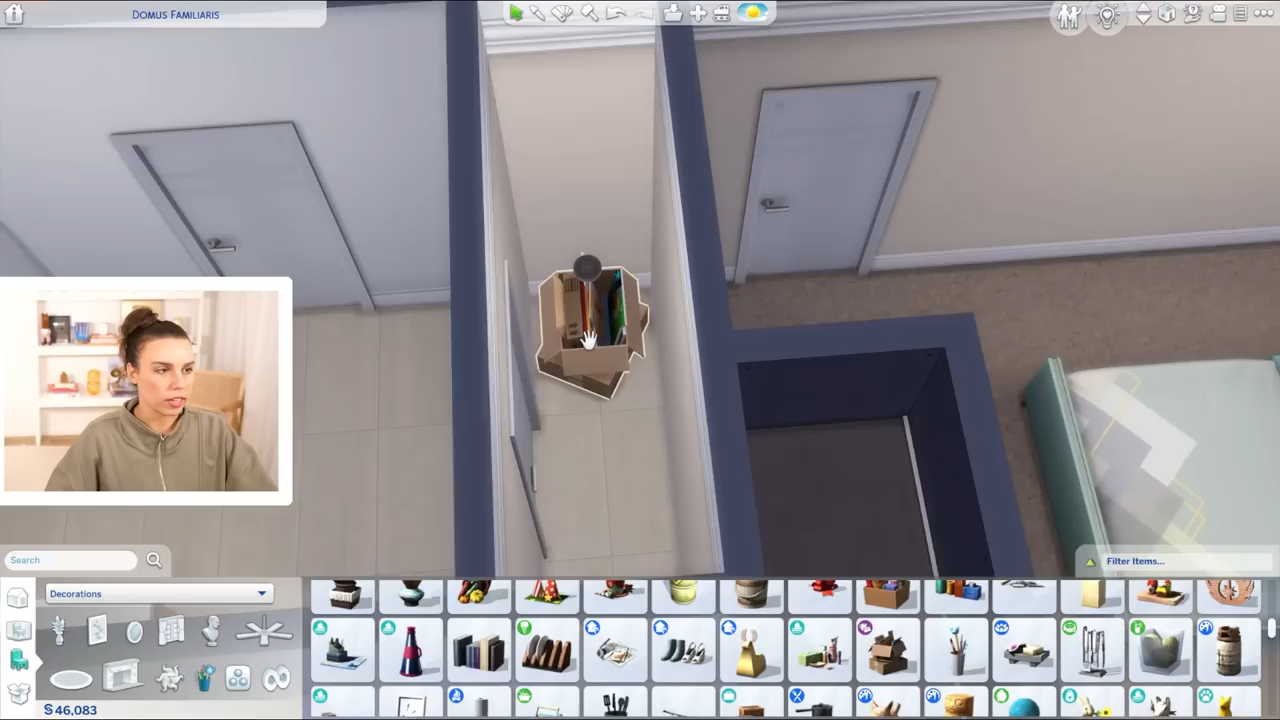 DOMUS FAMILIARIS
Search
Filter Items...
Decorations
S 46,083